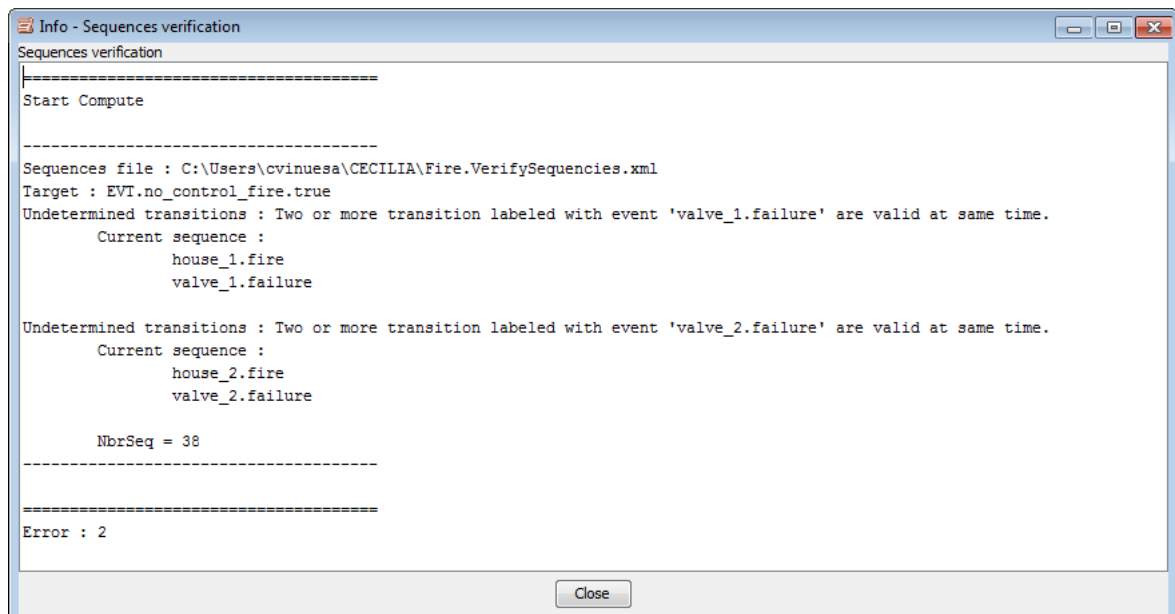 Info - Sequences verification
Sequences verification
======================================
Start Compute
--------------------------------------
Sequences file : C:\Users\cvinuesa\CECILIA\Fire.VerifySequencies.xml
Target : EVT.no_control_fire.true
Undetermined transitions : Two or more transition labeled with event 'valve_1.failure' are valid at same time.
Current sequence :
house_1.fire
valve_1.failure
Undetermined transitions : Two or more transition labeled with event 'valve_2.failure' are valid at same time.
Current sequence :
house_2.fire
valve_2.failure
NbrSeq = 38
--------------------------------------
======================================
Error : 2
Close